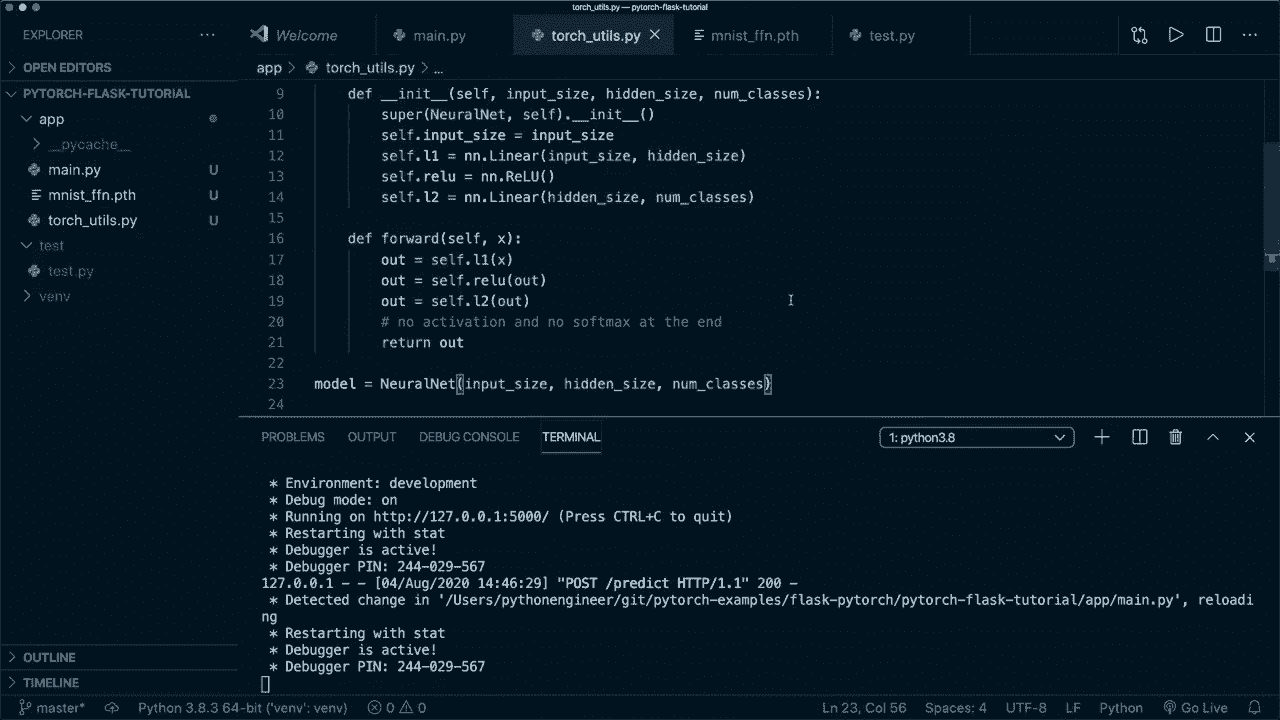 torch_utils.py — pytorch-flask-tutorial
EXPLORER
Welcome
main.py
torch_utils.py
mnist_ffn.pth
test.py
OPEN EDITORS
app > torch_utils.py > ...
PYTORCH-FLASK-TUTORIAL
app
__pycache__
main.py U
mnist_ffn.pth U
torch_utils.py U
test
test.py
venv
9 def __init__(self, input_size, hidden_size, num_classes):
10 super(NeuralNet, self).__init__()
11 self.input_size = input_size
12 self.l1 = nn.Linear(input_size, hidden_size)
13 self.relu = nn.ReLU()
14 self.l2 = nn.Linear(hidden_size, num_classes)
15
16 def forward(self, x):
17 out = self.l1(x)
18 out = self.relu(out)
19 out = self.l2(out)
20 # no activation and no softmax at the end
21 return out
22
23 model = NeuralNet(input_size, hidden_size, num_classes)
24
PROBLEMS OUTPUT DEBUG CONSOLE TERMINAL 1: python3.8
* Environment: development
* Debug mode: on
* Running on http://127.0.0.1:5000/ (Press CTRL+C to quit)
* Restarting with stat
* Debugger is active!
* Debugger PIN: 244-029-567
127.0.0.1 - - [04/Aug/2020 14:46:29] "POST /predict HTTP/1.1" 200 -
* Detected change in '/Users/pythonengineer/git/pytorch-examples/flask-pytorch/pytorch-flask-tutorial/app/main.py', reloadi
ng
* Restarting with stat
* Debugger is active!
* Debugger PIN: 244-029-567
OUTLINE
TIMELINE
master* Python 3.8.3 64-bit ('venv': venv) 0 0 Ln 23, Col 56 Spaces: 4 UTF-8 LF Python Go Live